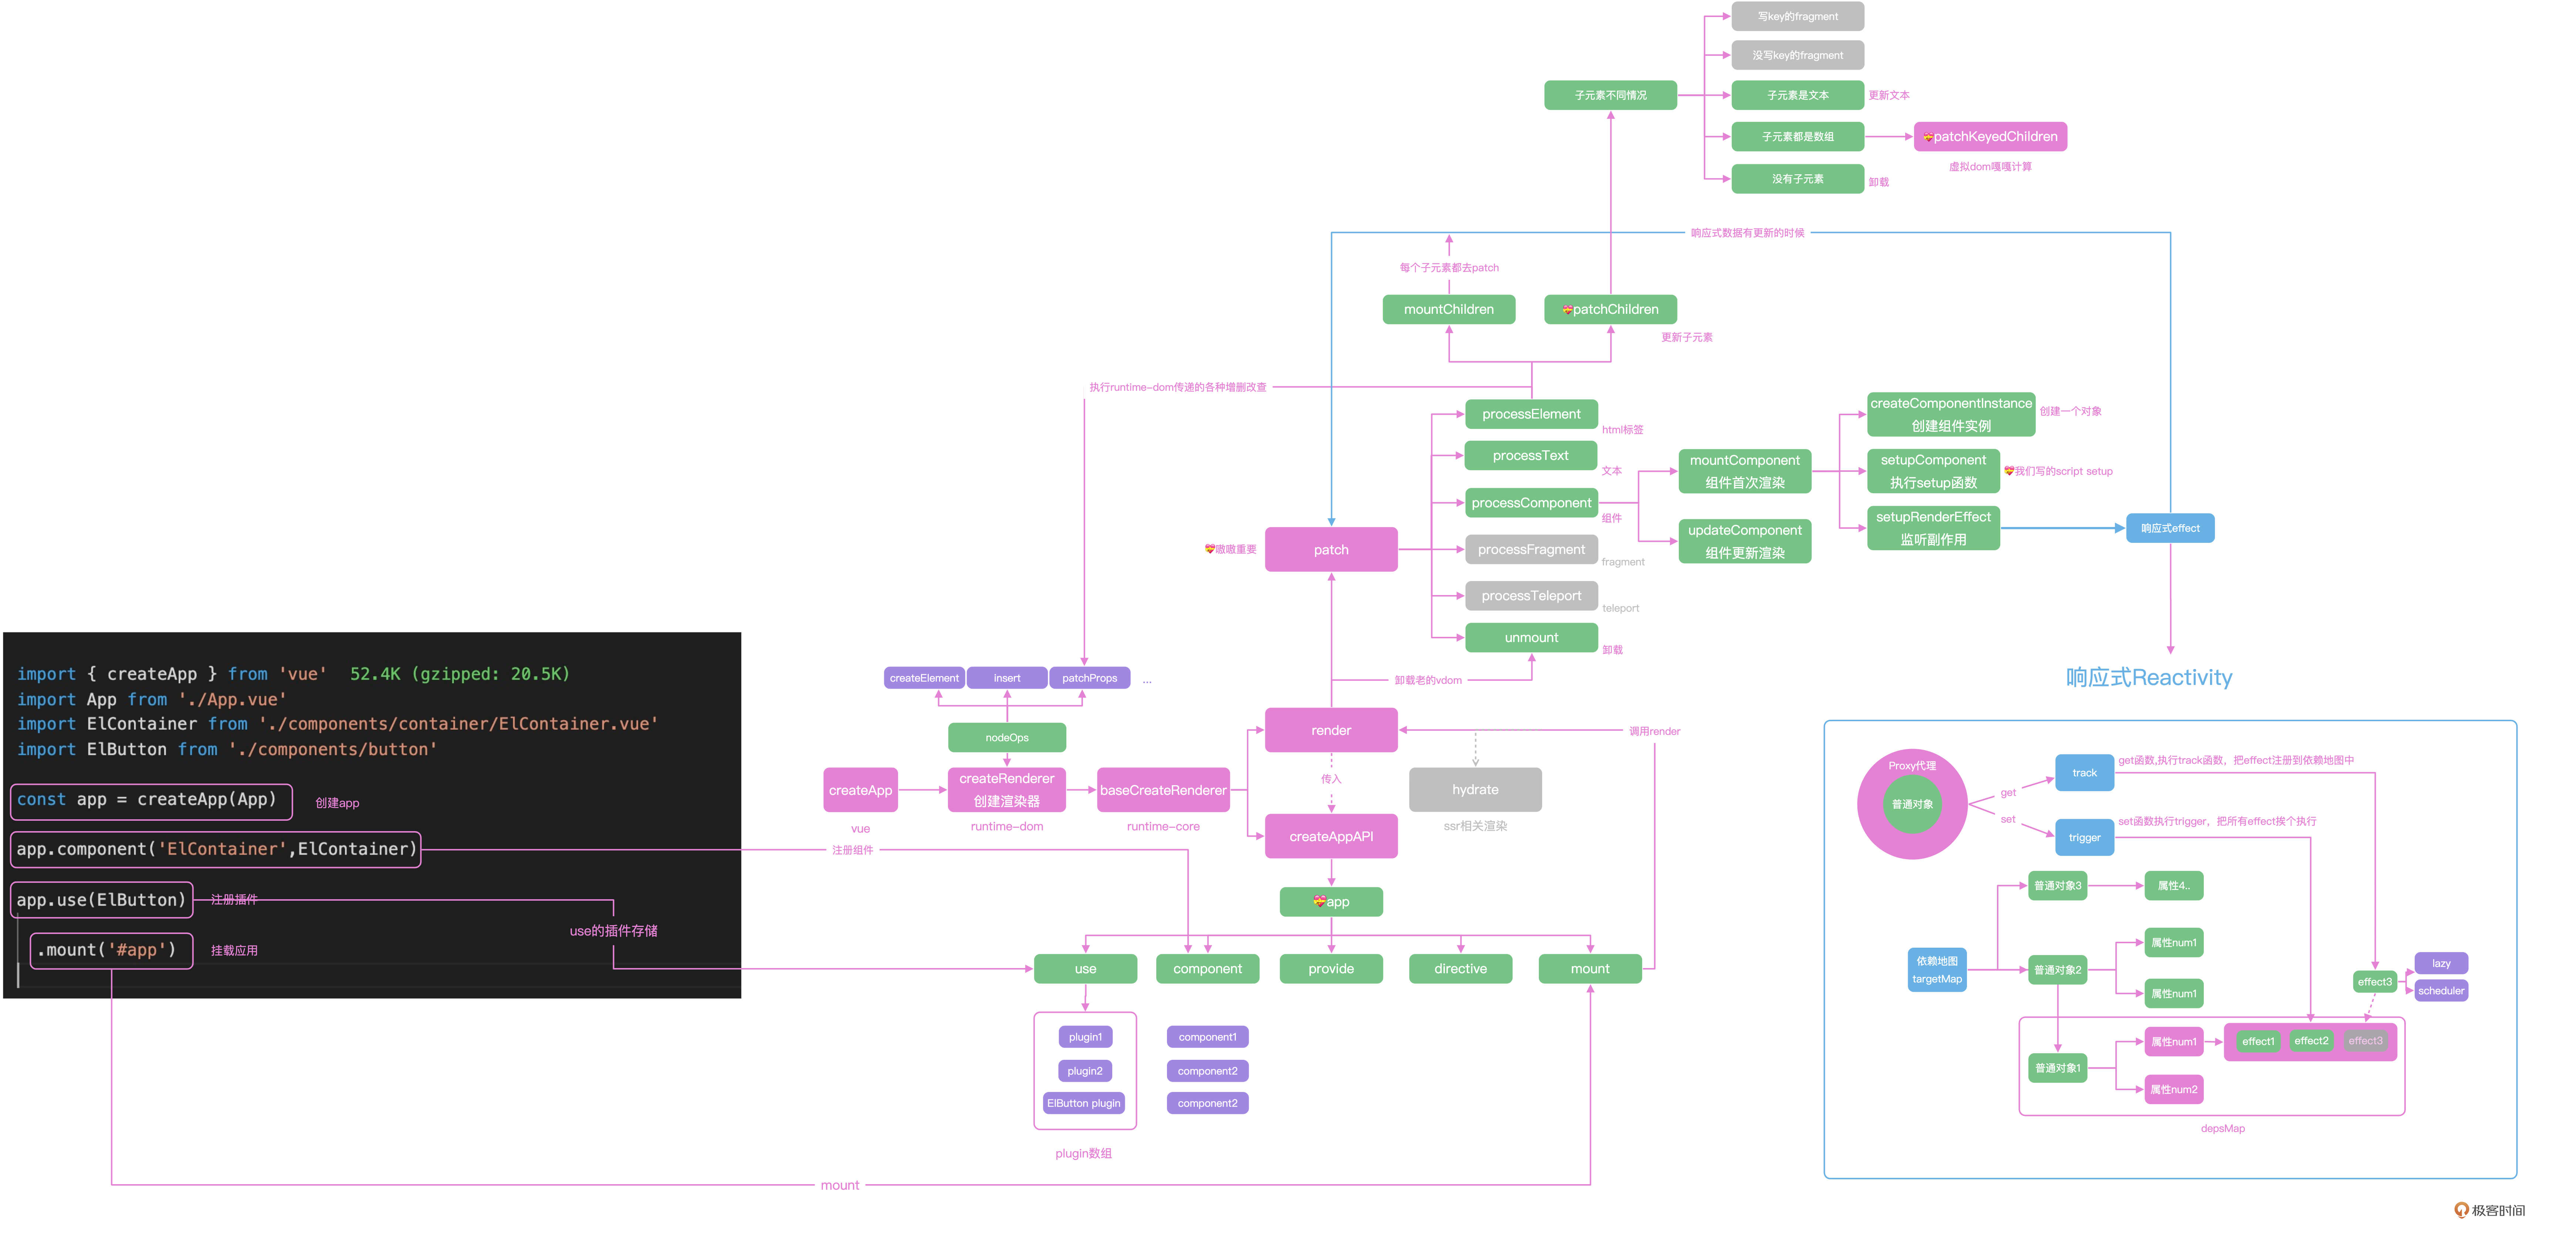 写key的fragment
没写key的fragment
子元素不同情况
子元素是文本
更新文本
子元素都是数组
patchKeyedChildren
虚拟dom嘎嘎计算
没有子元素
卸载
响应式数据有更新的时候
每个子元素都去patch
mountChildren
patchChildren
更新子元素
执行runtime-dom传递的各种增删改查
processElement
html标签
processText
文本
processComponent
组件
processFragment
fragment
processTeleport
teleport
unmount
卸载
mountComponent
组件首次渲染
updateComponent
组件更新渲染
createComponentInstance
创建组件实例
创建一个对象
setupComponent
执行setup函数
我们写的script setup
setupRenderEffect
监听副作用
响应式effect
嗷嗷重要
patch
卸载老的vdom
import { createApp } from 'vue' 52.4K (gzipped: 20.5K)
import App from './App.vue'
import ElContainer from './components/container/ElContainer.vue'
import ElButton from './components/button'
const app = createApp(App)
创建app
app.component('ElContainer',ElContainer)
注册组件
app.use(ElButton)
注册插件
use的插件存储
.mount('#app')
挂载应用
mount
createElement
insert
patchProps
...
nodeOps
createApp
vue
createRenderer
创建渲染器
runtime-dom
baseCreateRenderer
runtime-core
render
传入
createAppAPI
调用render
hydrate
ssr相关渲染
app
use
component
provide
directive
mount
plugin1
plugin2
ElButton plugin
plugin数组
component1
component2
component2
响应式Reactivity
Proxy代理
普通对象
get
set
track
get函数,执行track函数，把effect注册到依赖地图中
trigger
set函数执行trigger，把所有effect挨个执行
依赖地图
targetMap
普通对象3
属性4..
普通对象2
属性num1
属性num1
普通对象1
属性num1
属性num2
effect1
effect2
effect3
effect3
lazy
scheduler
depsMap
极客时间